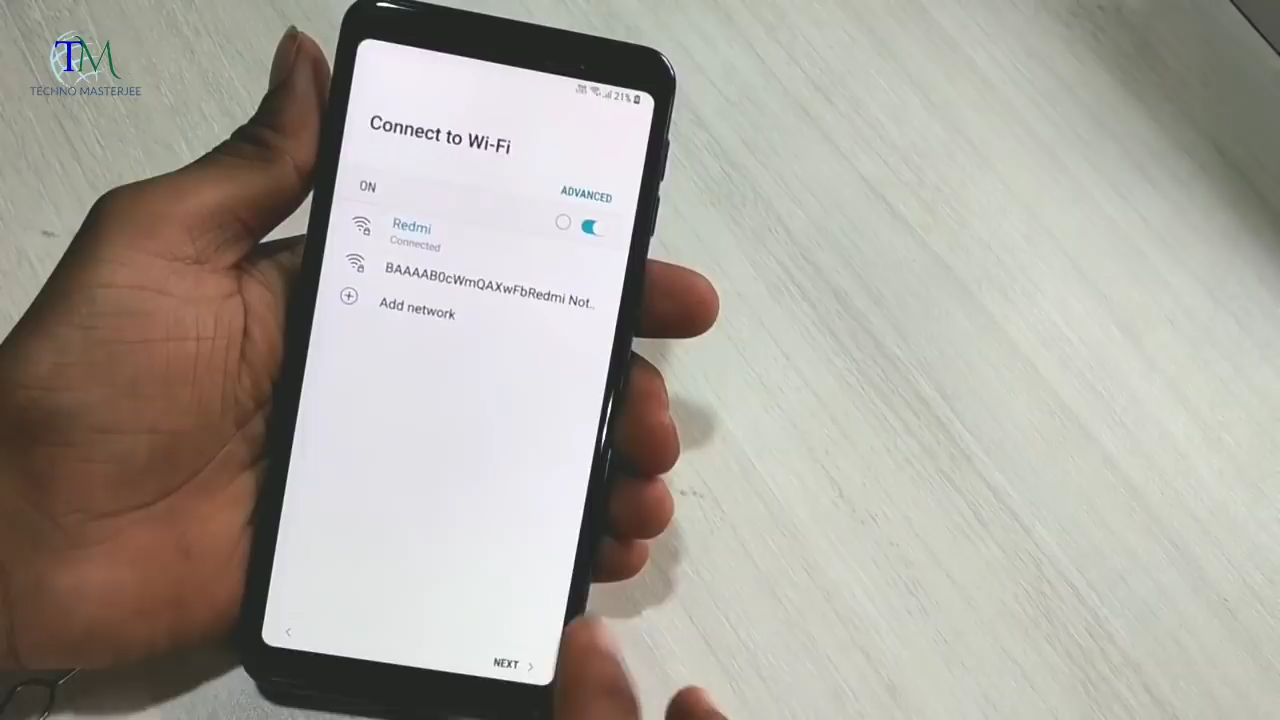 TM
TECHNO MASTERJEE
21%
Connect to Wi-Fi
ADVANCED
ON
Redmi
Connected
BAAAAB0cWmQAXwFbRedmi Not..
Add network
NEXT